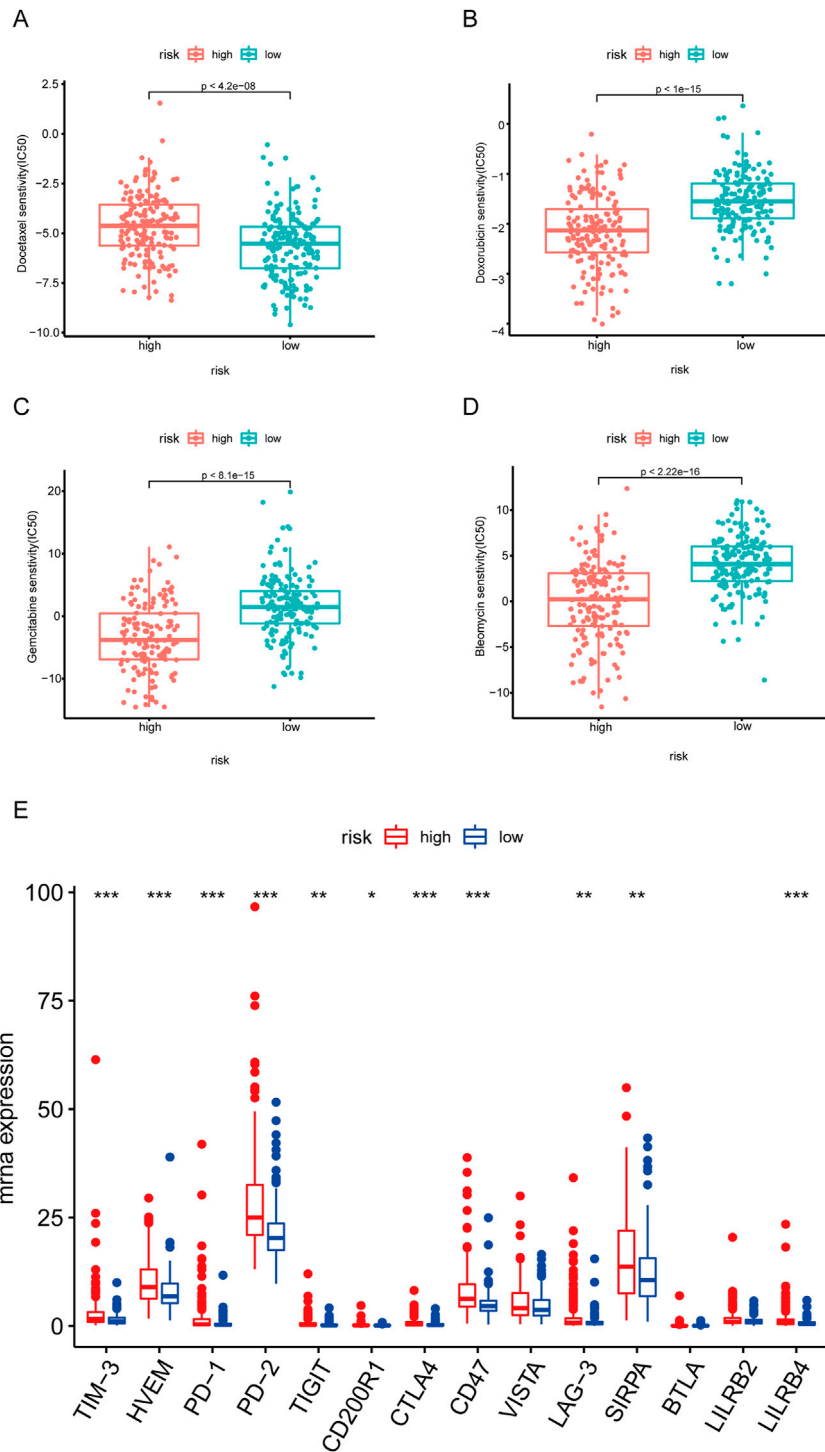 A
risk high low
p < 4.2e−08
Docetaxel senstivity(IC50)
2.5
0.0
−2.5
−5.0
−7.5
−10.0
high low
risk
B
risk high low
p < 1e−15
Doxorubicin senstivity(IC50)
0
−1
−2
−3
−4
high low
risk
C
risk high low
p < 8.1e−15
Gemcitabine senstivity(IC50)
20
10
0
−10
high low
risk
D
risk high low
p < 2.22e−16
Bleomycin senstivity(IC50)
10
5
0
−5
−10
high low
risk
E
risk high low
*** *** *** *** ** * *** *** ** ** ***
mrna expression
100
75
50
25
0
TIM−3
HVEM
PD−1
PD−2
TIGIT
CD200R1
CTLA4
CD47
VISTA
LAG−3
SIRPA
BTLA
LILRB2
LILRB4